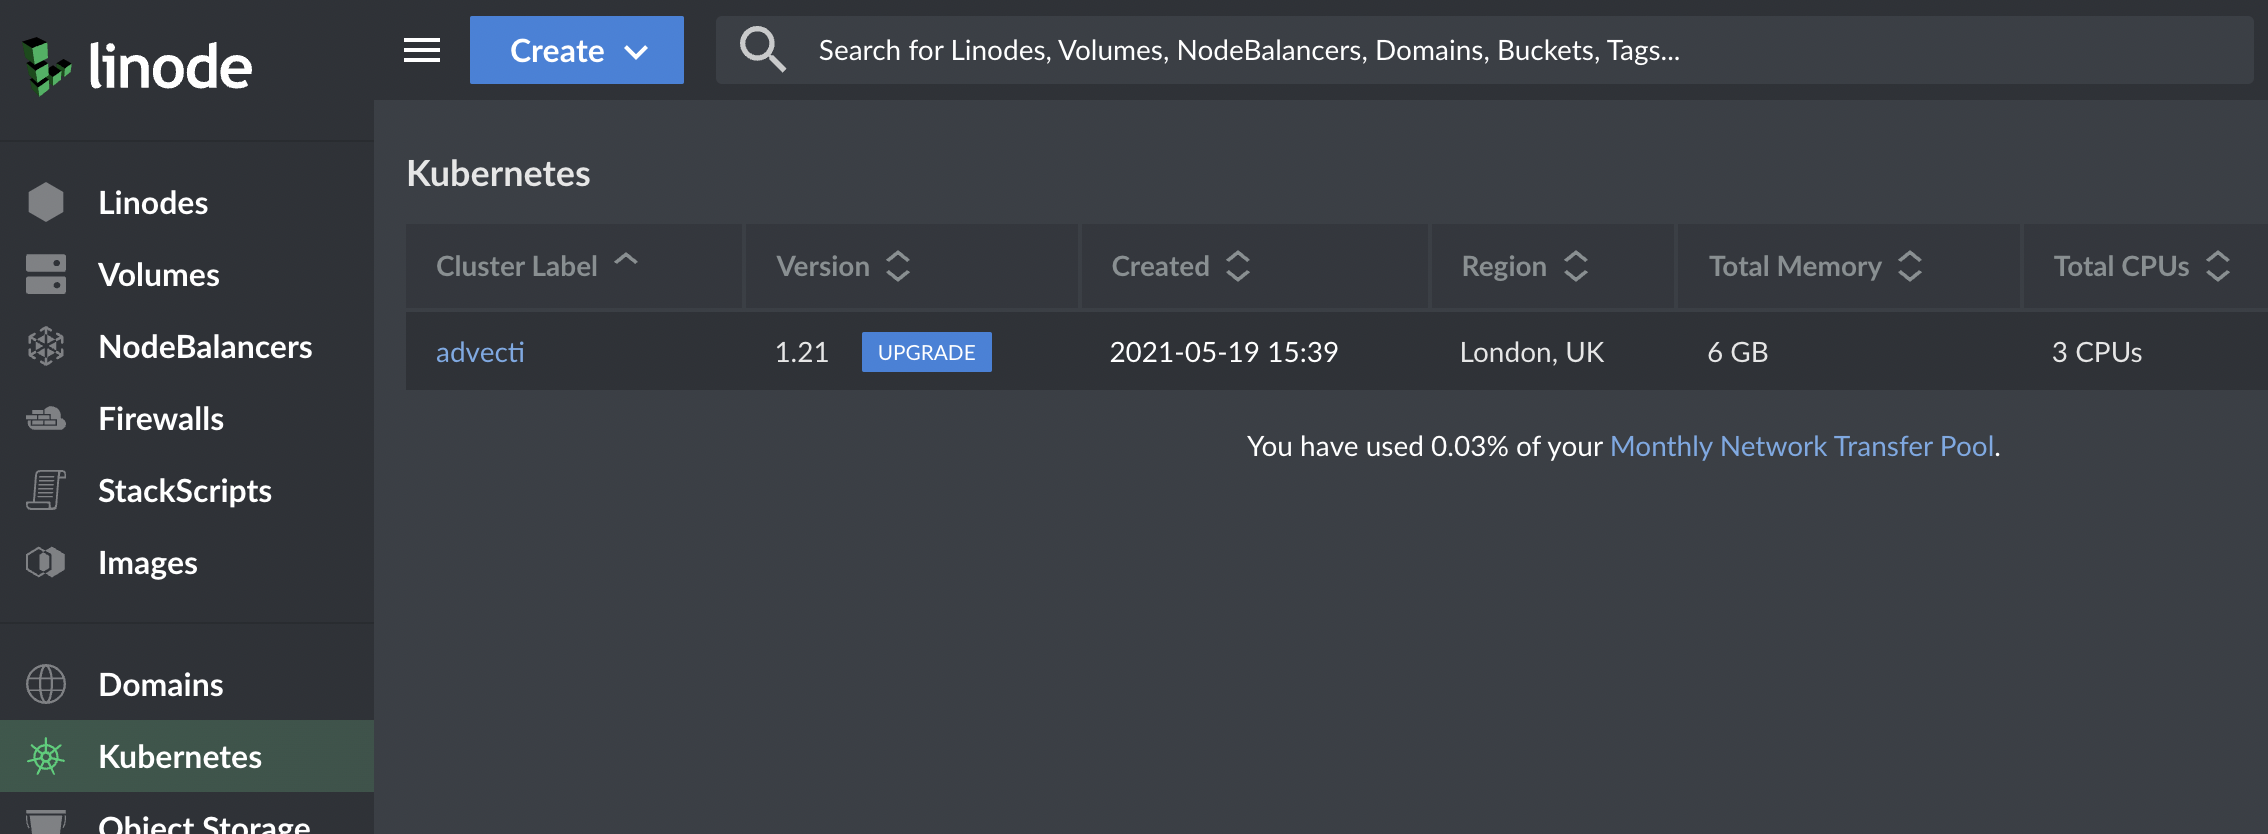 linode
Create
Search for Linodes, Volumes, NodeBalancers, Domains, Buckets, Tags...
Linodes
Volumes
NodeBalancers
Firewalls
StackScripts
Images
Domains
Kubernetes
Object Storage
Kubernetes
Cluster Label Version Created Region Total Memory Total CPUs
advecti 1.21 UPGRADE 2021-05-19 15:39 London, UK 6 GB 3 CPUs
You have used 0.03% of your Monthly Network Transfer Pool.